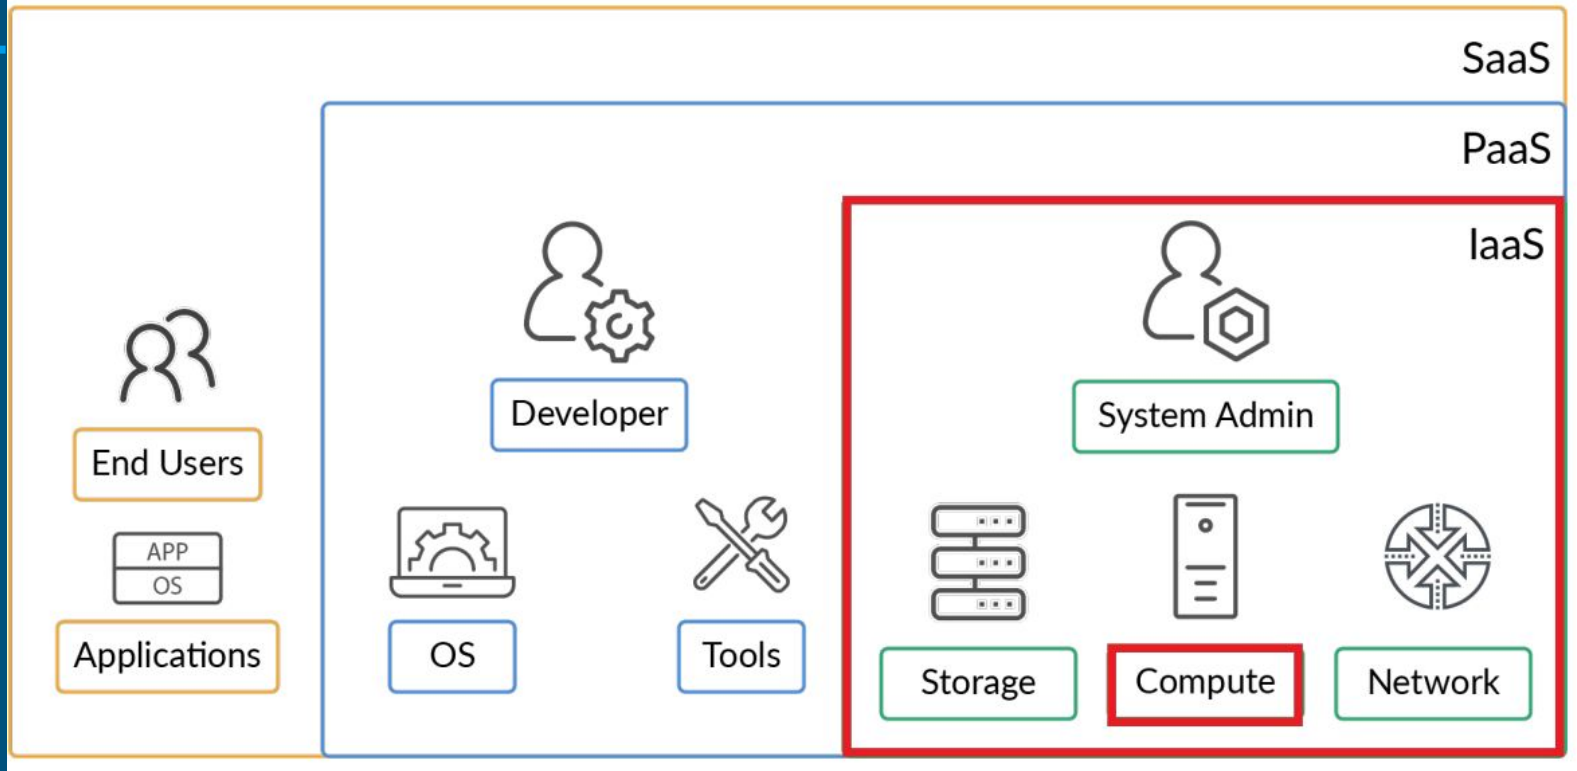 SaaS
PaaS
IaaS
End Users
APP
OS
Applications
Developer
OS
Tools
System Admin
Storage
Compute
Network